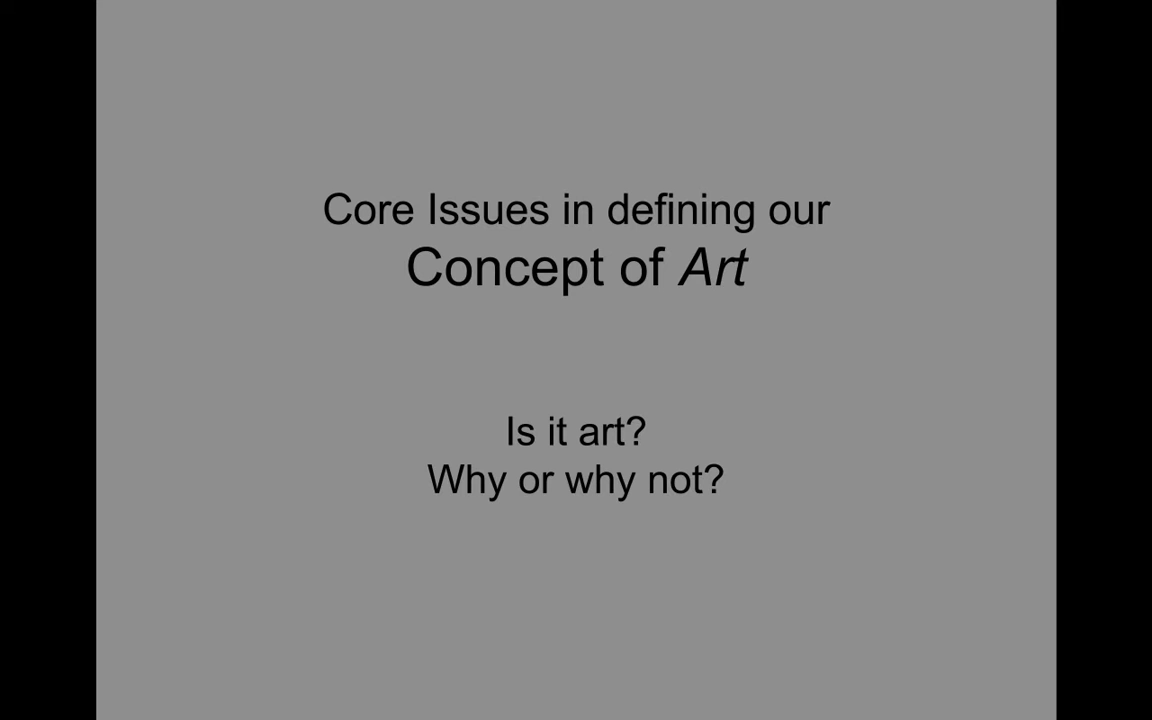 Core Issues in defining our
Concept of Art
Is it art?
Why or why not?